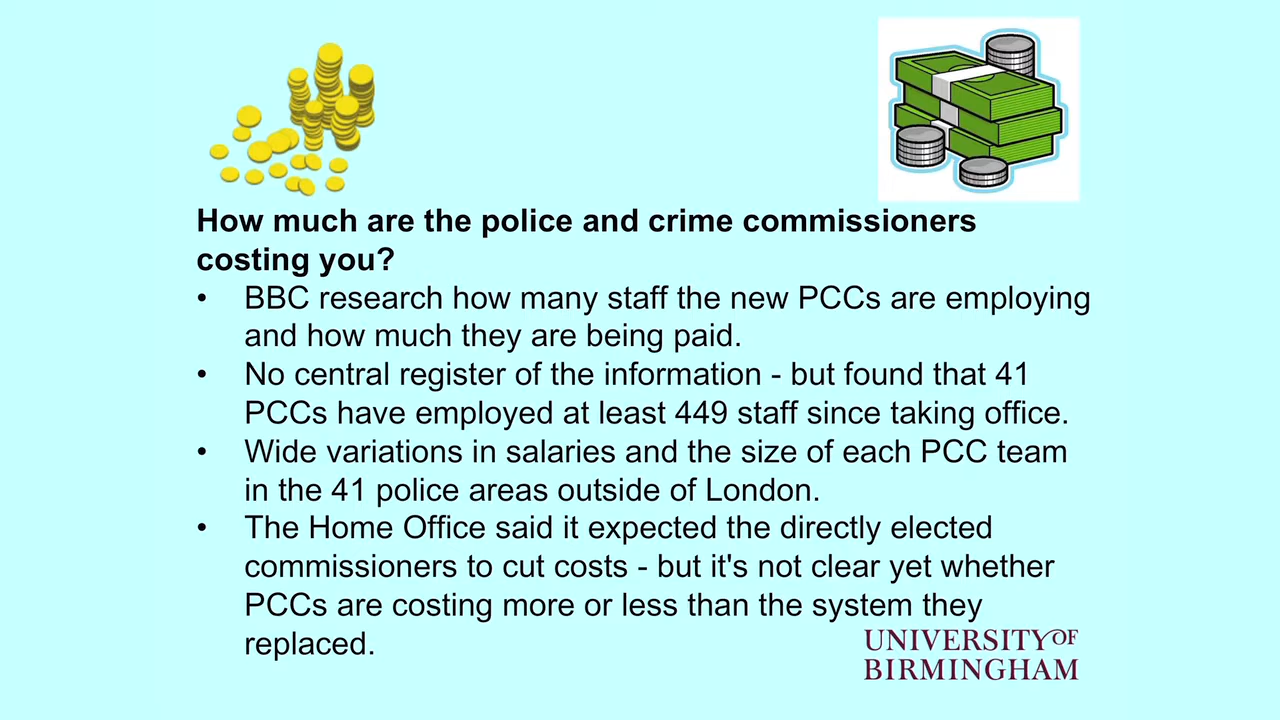 How much are the police and crime commissioners
costing you?
• BBC research how many staff the new PCCs are employing
and how much they are being paid.
• No central register of the information - but found that 41
PCCs have employed at least 449 staff since taking office.
• Wide variations in salaries and the size of each PCC team
in the 41 police areas outside of London.
• The Home Office said it expected the directly elected
commissioners to cut costs - but it's not clear yet whether
PCCs are costing more or less than the system they
replaced.
UNIVERSITY OF
BIRMINGHAM